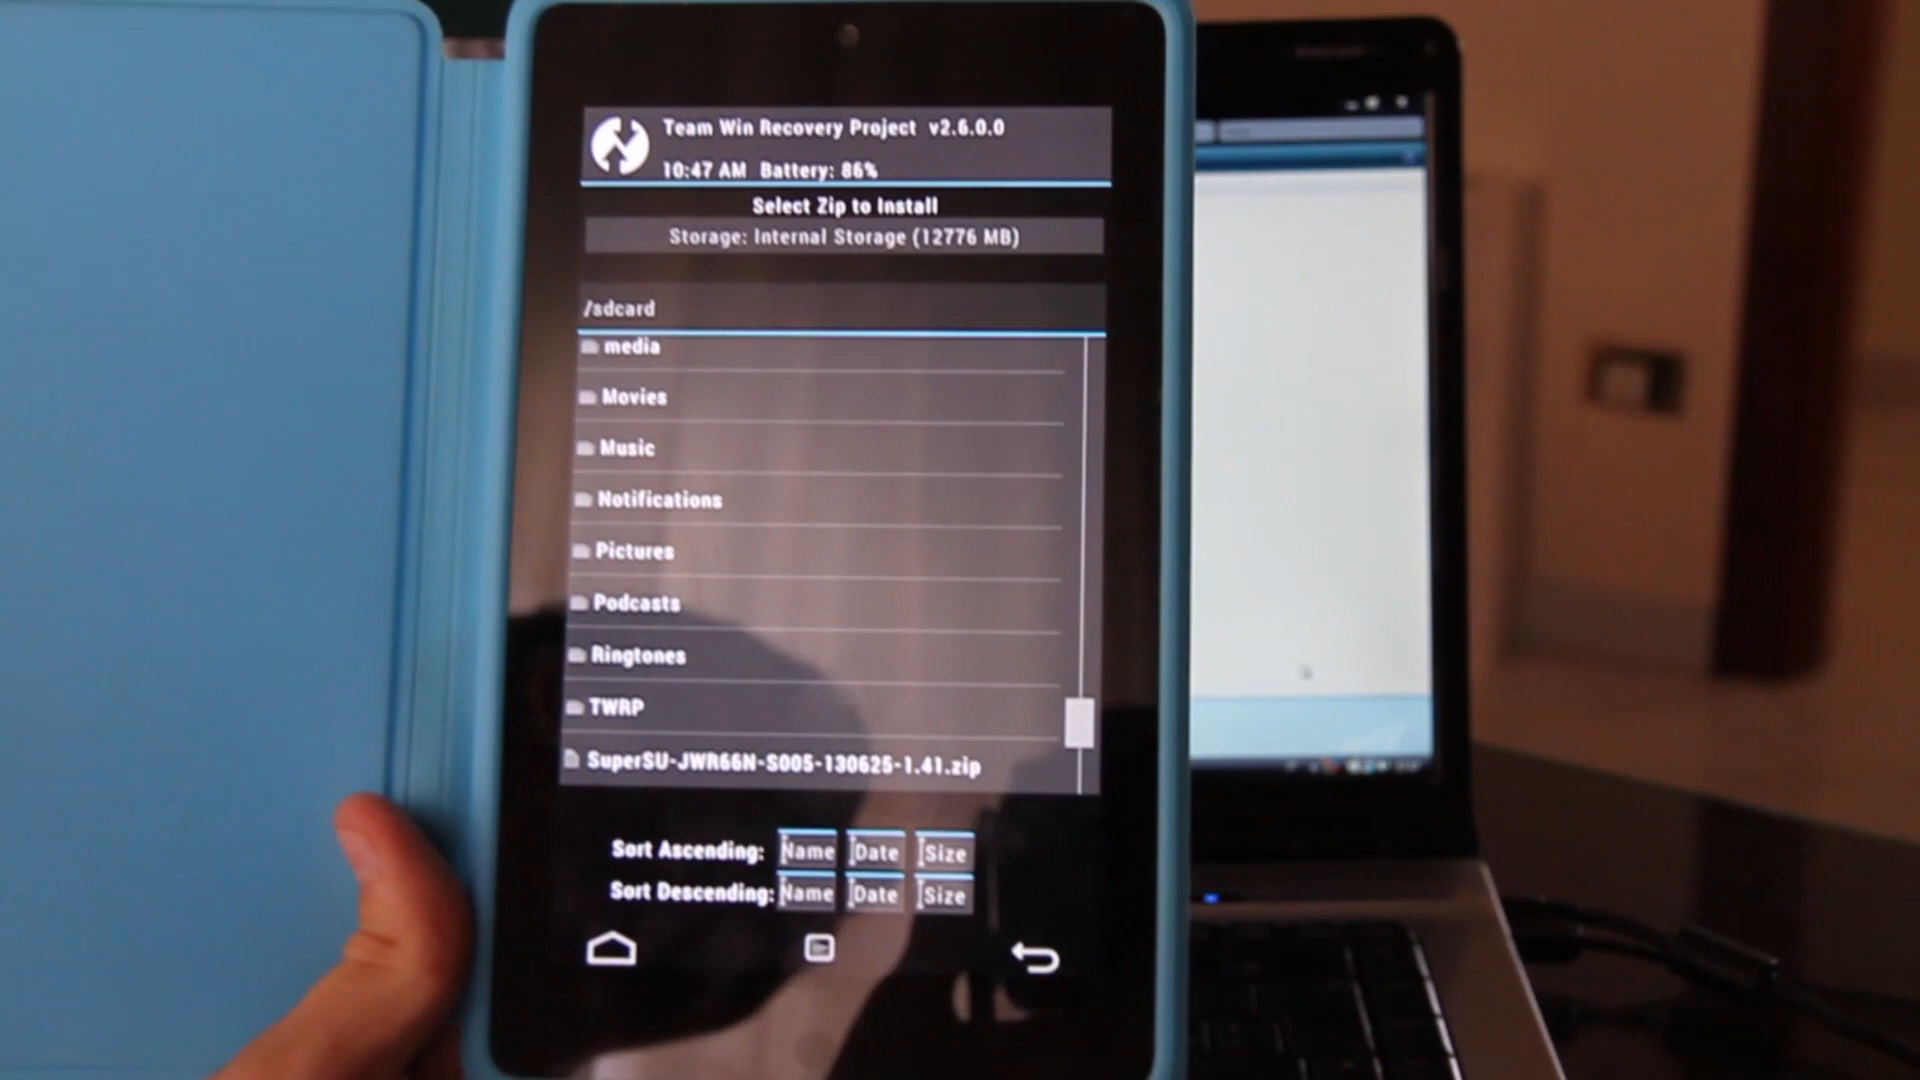 Team Win Recovery Project v2.6.0.0
10:47 AM Battery: 86%
Select Zip to Install
Storage: Internal Storage (12776 MB)
/sdcard
media
Movies
Music
Notifications
Pictures
Podcasts
Ringtones
TWRP
SuperSU-JWR66N-S005-130625-1.41.zip
Sort Ascending: Name Date Size
Sort Descending: Name Date Size